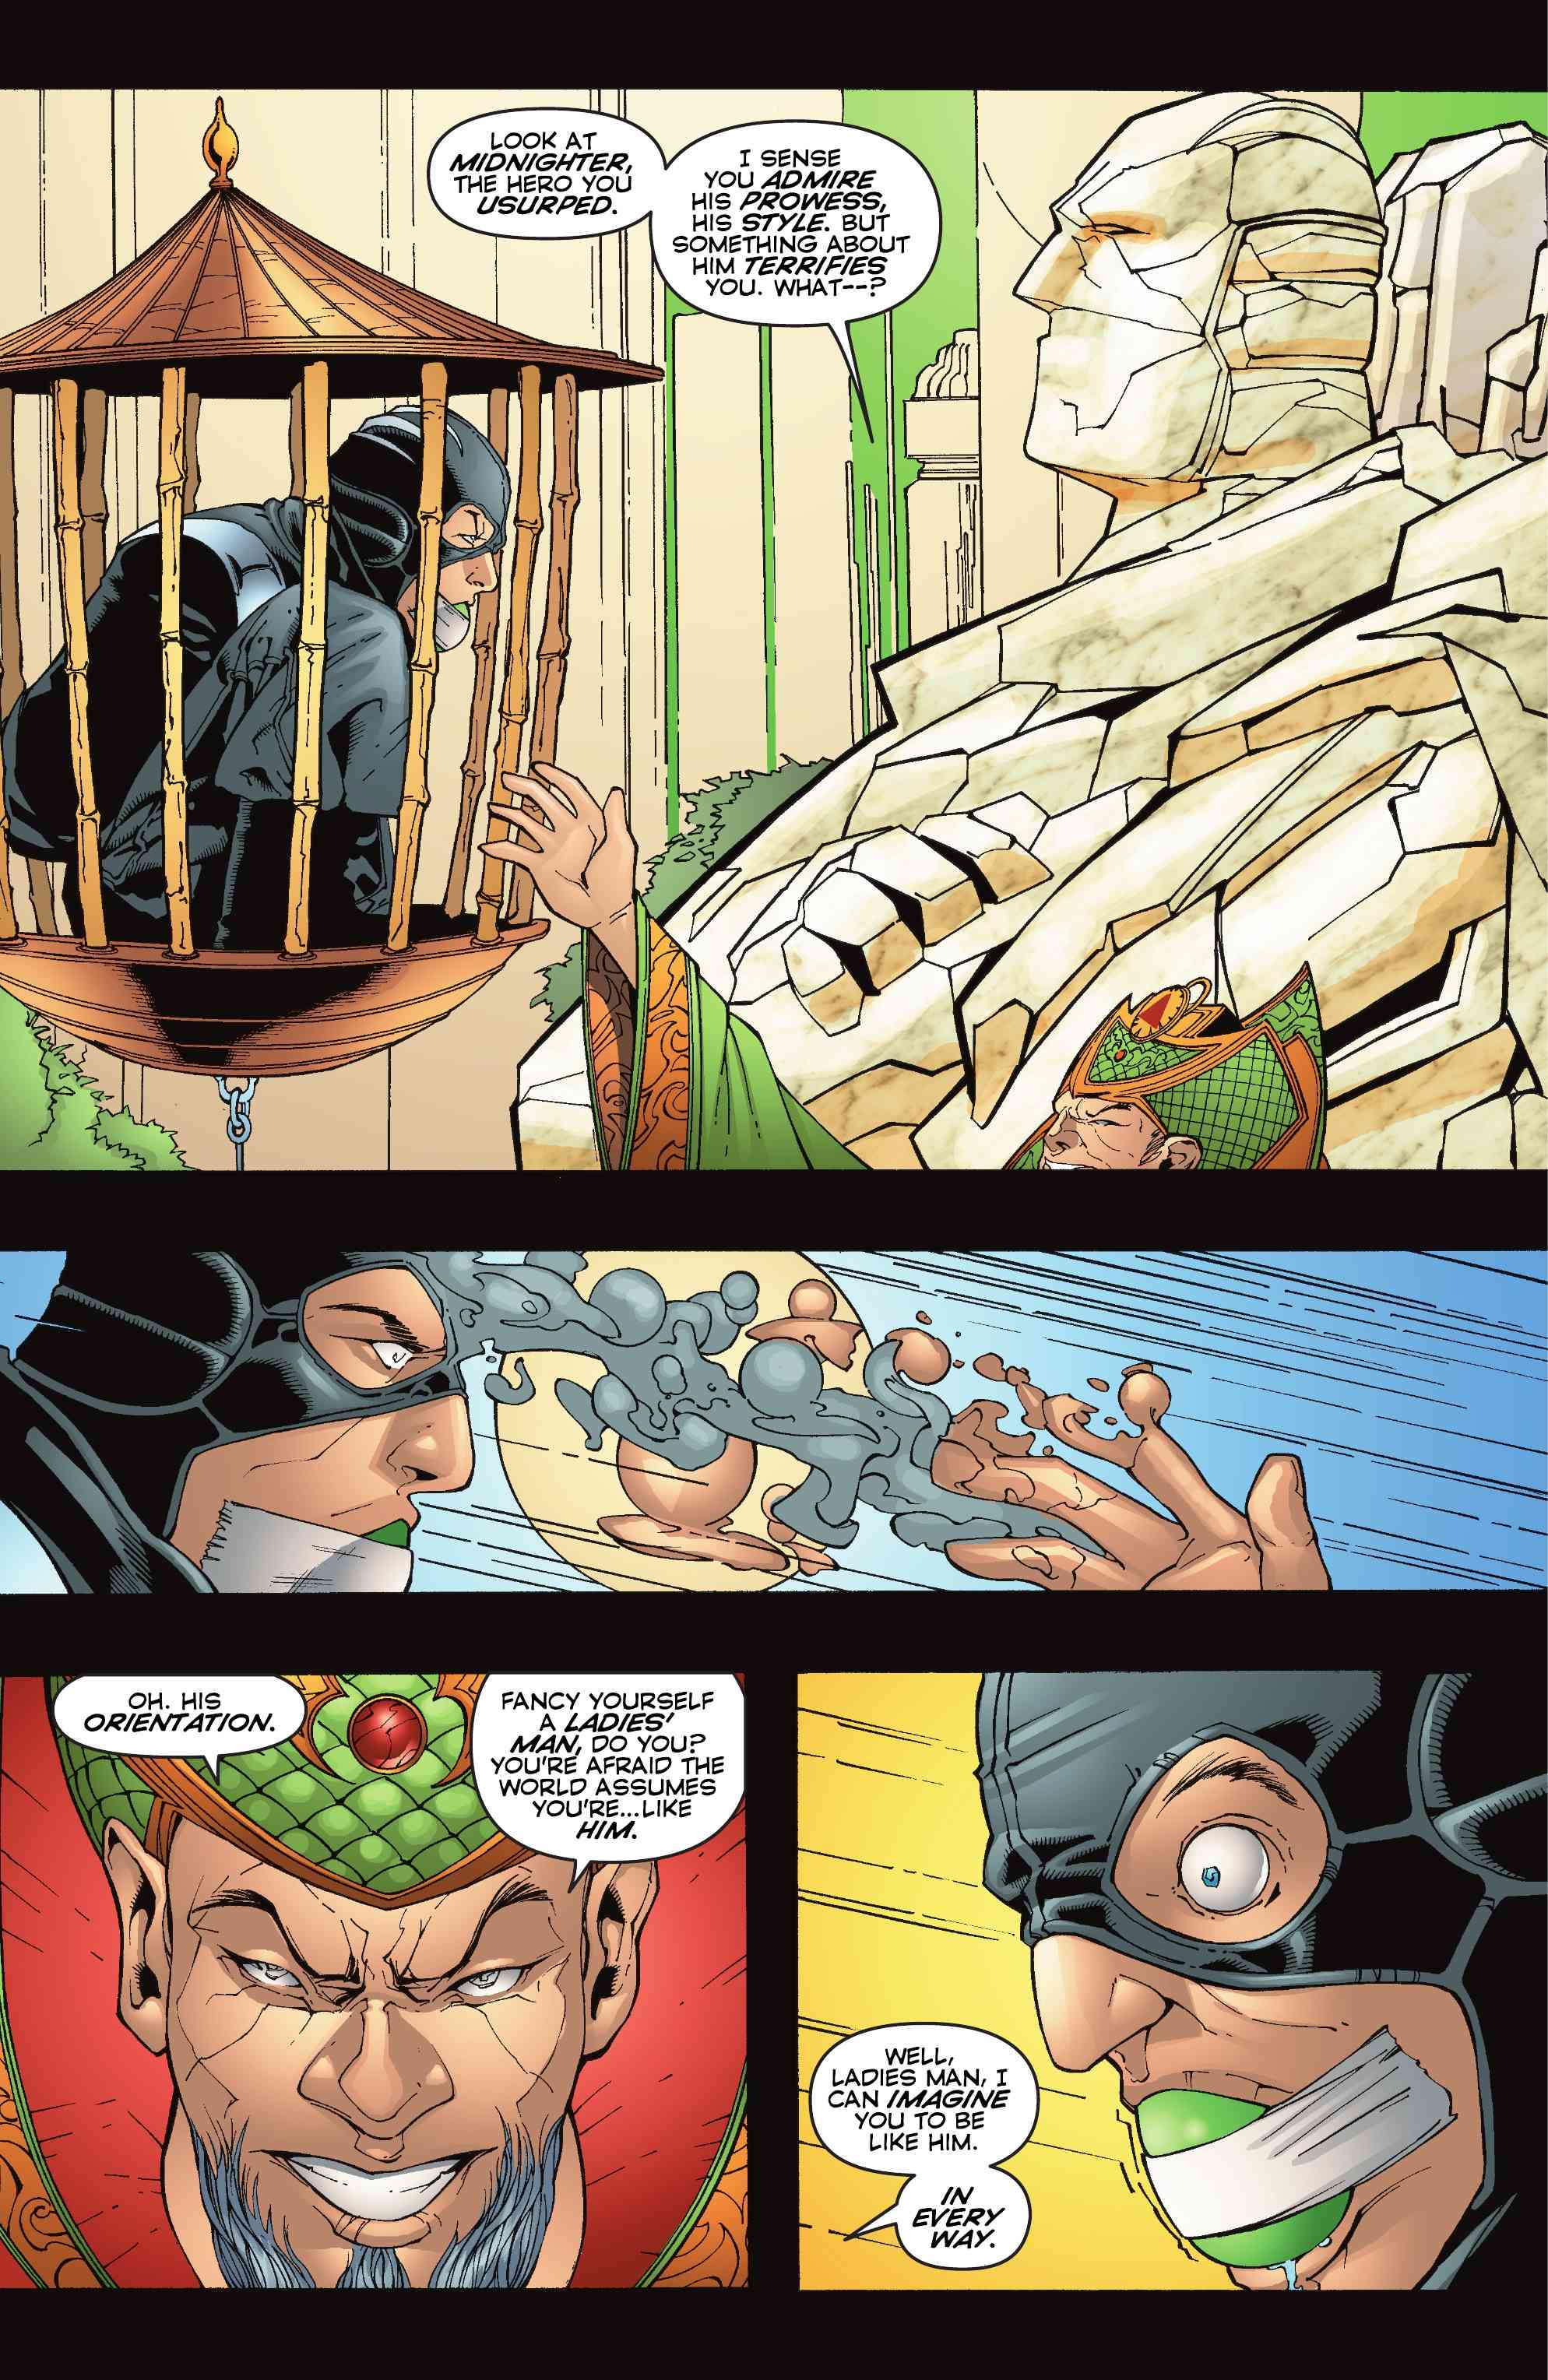 LOOK AT
MIDNIGHTER,
THE HERO YOU
USURPED.
I SENSE
YOU ADMIRE
HIS PROWESS,
HIS STYLE. BUT
SOMETHING ABOUT
HIM TERRIFIES
YOU. WHAT--?
OH. HIS
ORIENTATION.
FANCY YOURSELF
A LADIES'
MAN, DO YOU?
YOU'RE AFRAID THE
WORLD ASSUMES
YOU'RE...LIKE
HIM.
WELL,
LADIES MAN, I
CAN IMAGINE
YOU TO BE
LIKE HIM.
IN
EVERY
WAY.